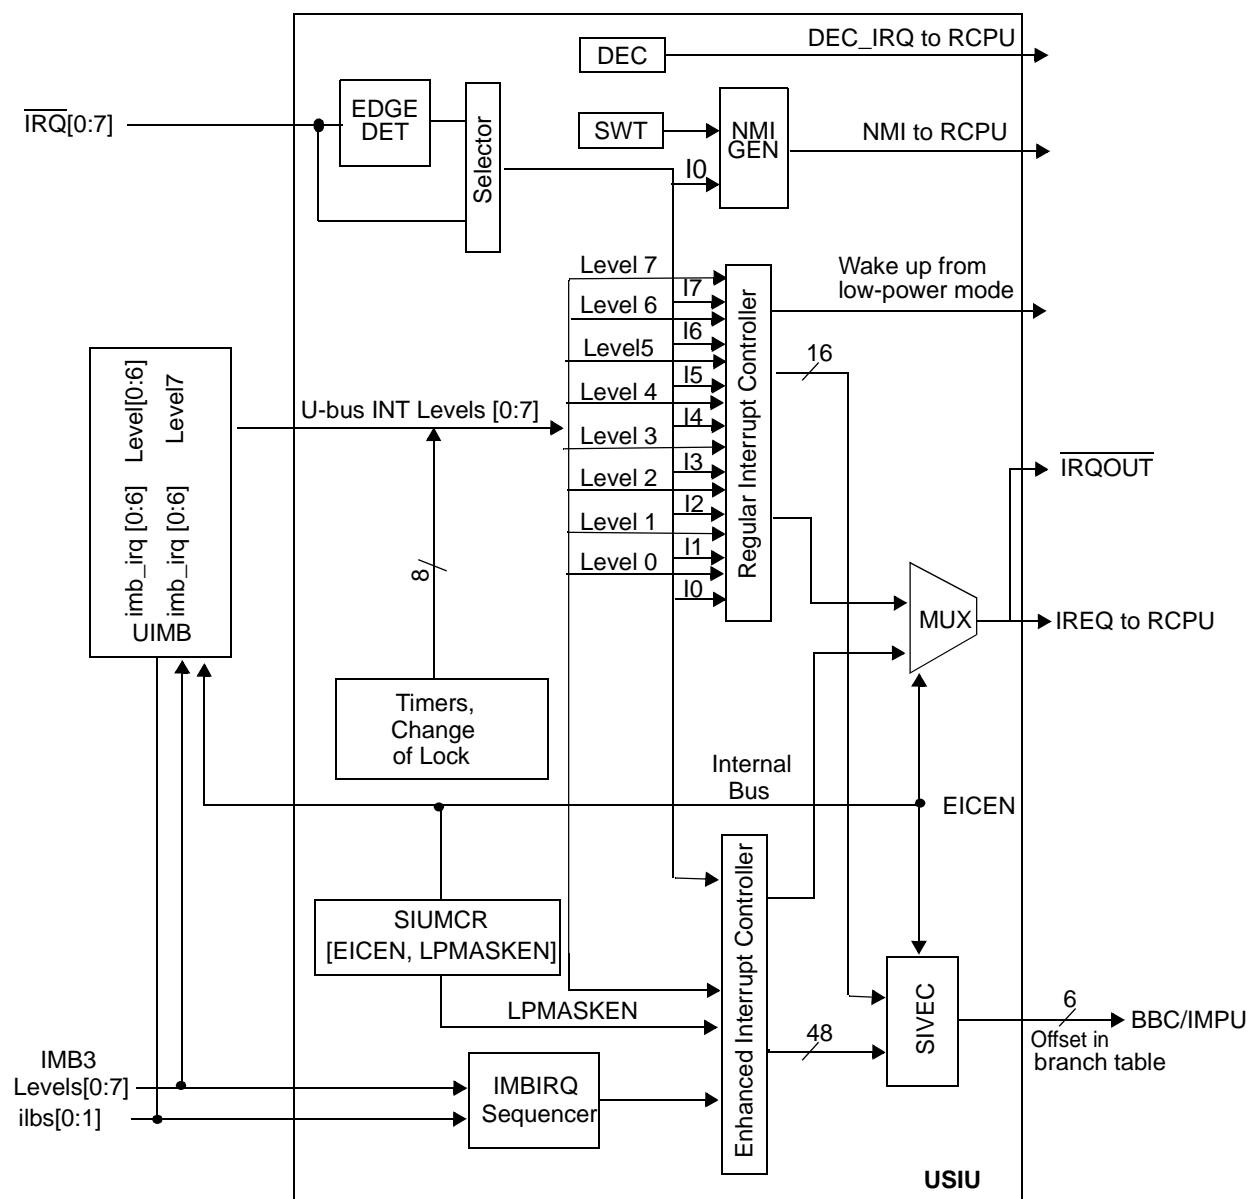 DEC_IRQ to RCPU
DEC
IRQ[0:7]
EDGE
DET
Selector
SWT
NMI
GEN
NMI to RCPU
I0
Level 7
I7
Level 6
I6
Level5
I5
Level 4
I4
Level 3
I3
Level 2
I2
Level 1
I1
Level 0
I0
Regular Interrupt Controller
Wake up from
low-power mode
16
Level[0:6]
Level7
imb_irq [0:6]
imb_irq [0:6]
UIMB
U-bus INT Levels [0:7]
8
IRQOUT
MUX
IREQ to RCPU
Timers,
Change
of Lock
Internal
Bus
EICEN
SIUMCR
[EICEN, LPMASKEN]
LPMASKEN
Enhanced Interrupt Controller
48
SIVEC
6
BBC/IMPU
Offset in
branch table
IMB3
Levels[0:7]
ilbs[0:1]
IMBIRQ
Sequencer
USIU